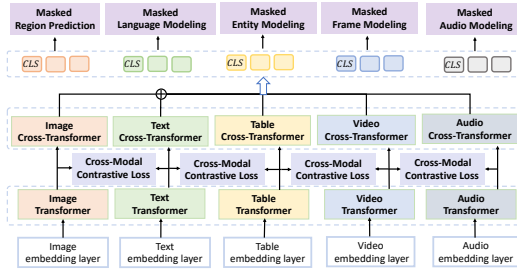 Masked
Region Prediction
Masked
Language Modeling
Masked
Entity Modeling
Masked
Frame Modeling
Masked
Audio Modeling
CLS
CLS
CLS
CLS
CLS
Image
Cross-Transformer
Text
Cross-Transformer
Table
Cross-Transformer
Video
Cross-Transformer
Audio
Cross-Transformer
Cross-Modal
Contrastive Loss
Cross-Modal
Contrastive Loss
Cross-Modal
Contrastive Loss
Cross-Modal
Contrastive Loss
Image
Transformer
Text
Transformer
Table
Transformer
Video
Transformer
Audio
Transformer
Image
embedding layer
Text
embedding layer
Table
embedding layer
Video
embedding layer
Audio
embedding layer